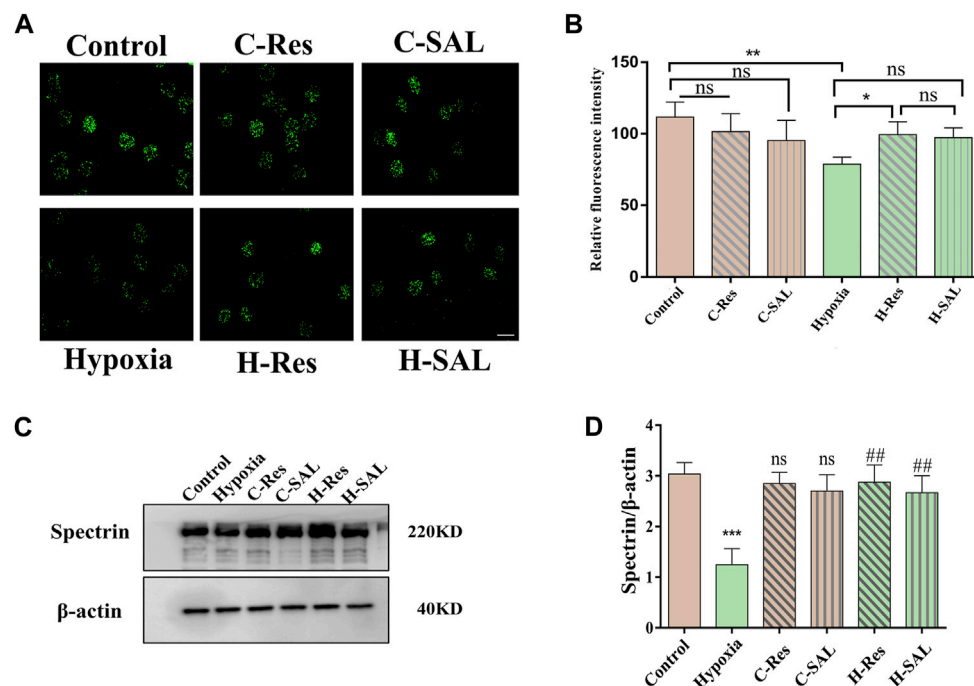 A
Control
C-Res
C-SAL
Hypoxia
H-Res
H-SAL
B
Relative fluorescence intensity
150
100
50
0
**
ns
ns
ns
*
ns
Control
C-Res
C-SAL
Hypoxia
H-Res
H-SAL
C
Control
Hypoxia
C-Res
C-SAL
H-Res
H-SAL
Spectrin
220KD
β-actin
40KD
D
Spectrin/β-actin
4
3
2
1
0
***
ns
ns
##
##
Control
Hypoxia
C-Res
C-SAL
H-Res
H-SAL